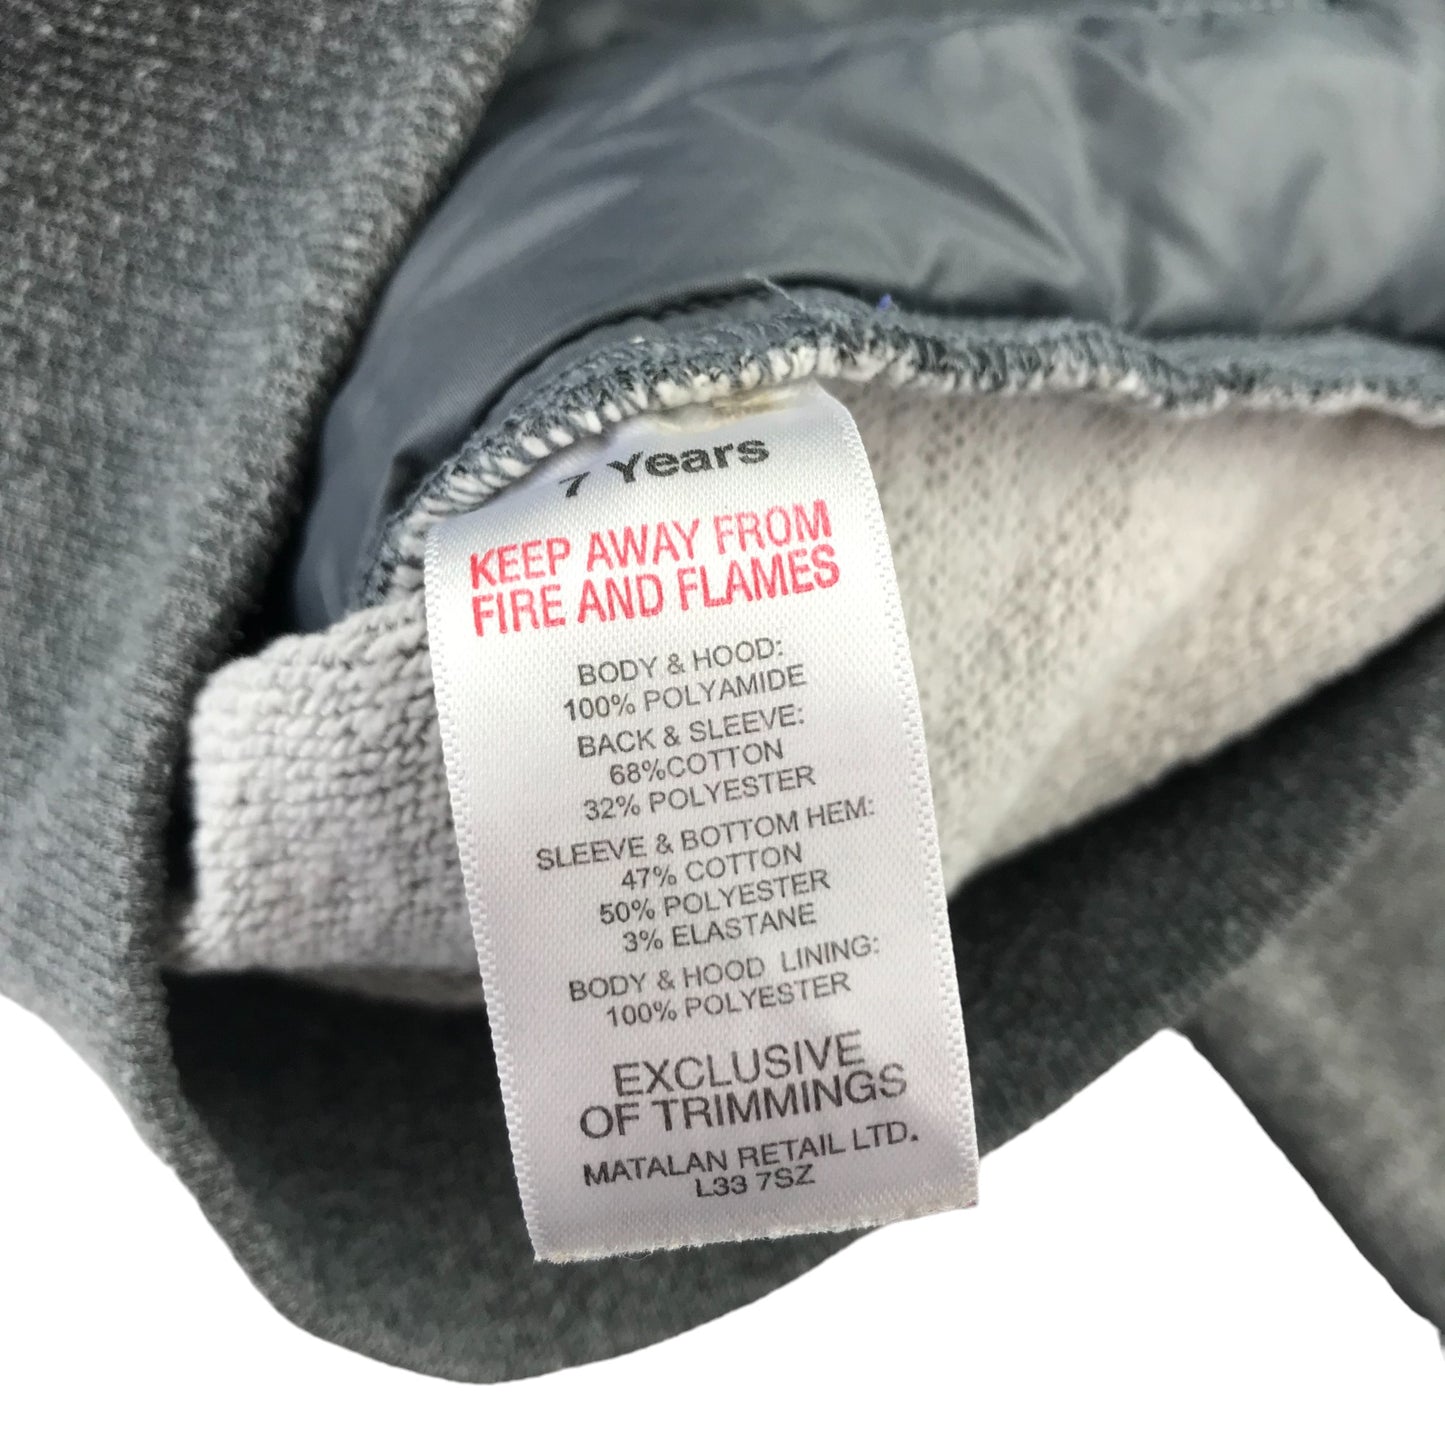 7 Years
KEEP AWAY FROM
FIRE AND FLAMES
BODY & HOOD:
100% POLYAMIDE
BACK & SLEEVE:
68%COTTON
32% POLYESTER
SLEEVE & BOTTOM HEM:
47% COTTON
50% POLYESTER
3% ELASTANE
BODY & HOOD LINING:
100% POLYESTER
EXCLUSIVE
OF TRIMMINGS
MATALAN RETAIL LTD.
L33 7SZ